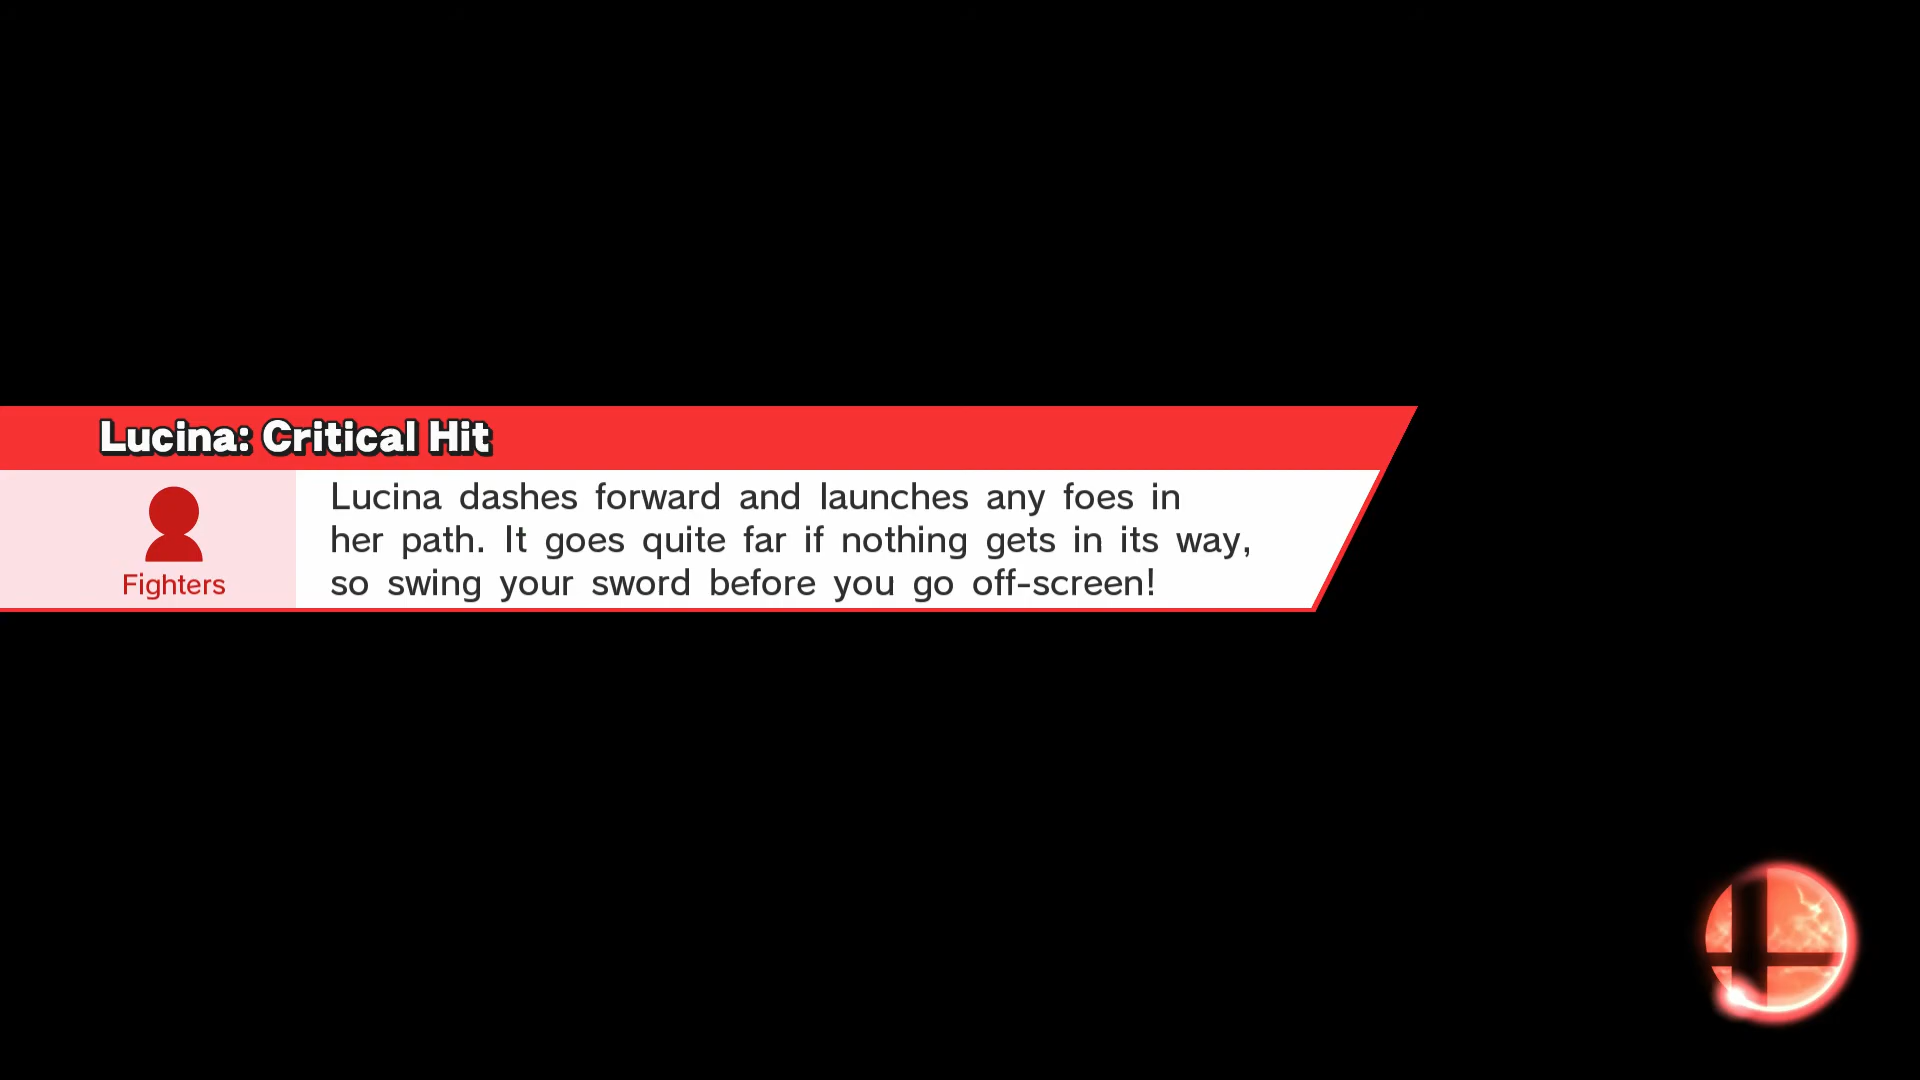 Lucina: Critical Hit
Fighters
Lucina dashes forward and launches any foes in
her path. It goes quite far if nothing gets in its way,
so swing your sword before you go off-screen!